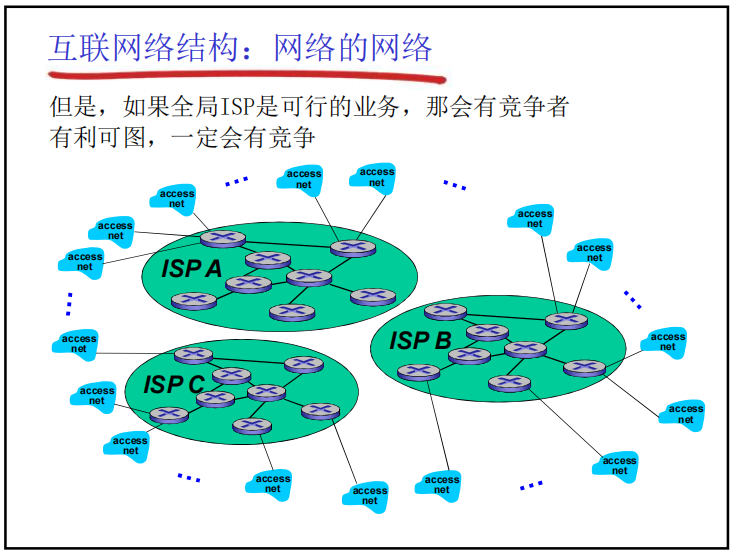 互联网络结构：网络的网络
但是，如果全局ISP是可行的业务，那会有竞争者
有利可图，一定会有竞争
access
net
access
net
access
net
access
net
access
net
access
net
access
net
ISP A
ISP B
access
net
access
net
ISP C
access
net
access
net
access
net
access
net
access
net
access
net
access
net